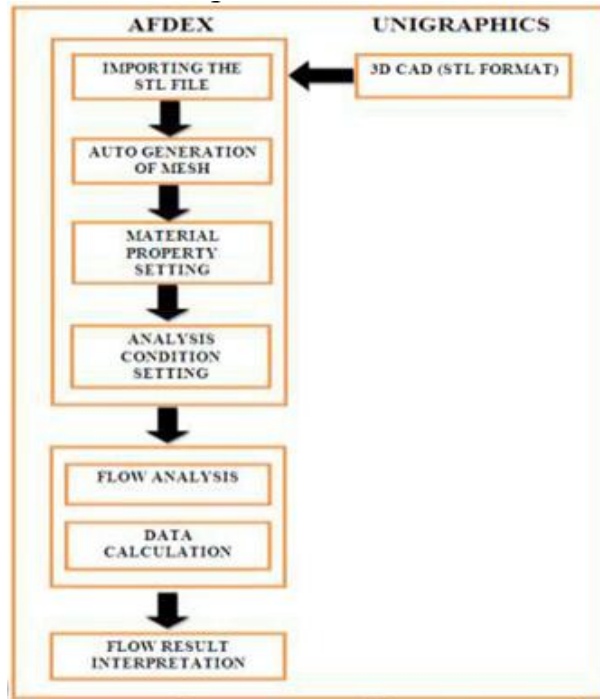 AFDEX
UNIGRAPHICS
IMPORTING THE
STL FILE
3D CAD (STL FORMAT)
AUTO GENERATION
OF MESH
MATERIAL
PROPERTY
SETTING
ANALYSIS
CONDITION
SETTING
FLOW ANALYSIS
DATA
CALCULATION
FLOW RESULT
INTERPRETATION